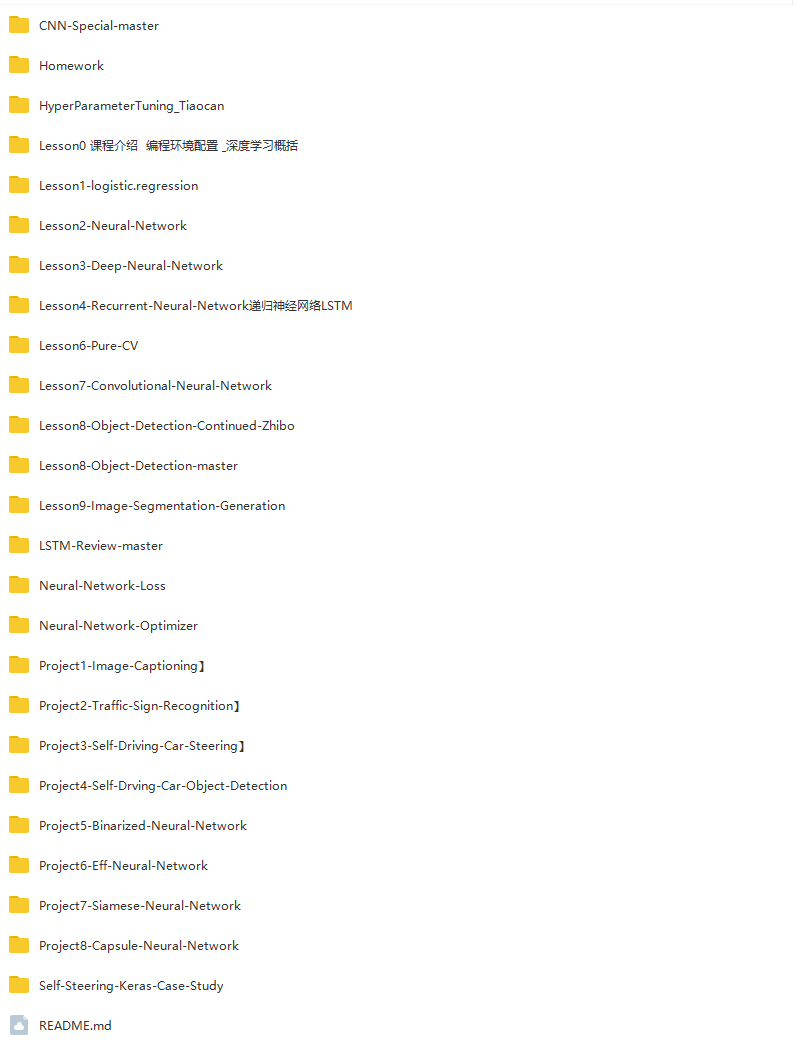 CNN-Special-master
Homework
HyperParameterTuning_Tiaocan
Lesson0 课程介绍 编程环境配置 _深度学习概括
Lesson1-logistic.regression
Lesson2-Neural-Network
Lesson3-Deep-Neural-Network
Lesson4-Recurrent-Neural-Network递归神经网络LSTM
Lesson6-Pure-CV
Lesson7-Convolutional-Neural-Network
Lesson8-Object-Detection-Continued-Zhibo
Lesson8-Object-Detection-master
Lesson9-Image-Segmentation-Generation
LSTM-Review-master
Neural-Network-Loss
Neural-Network-Optimizer
Project1-Image-Captioning】
Project2-Traffic-Sign-Recognition】
Project3-Self-Driving-Car-Steering】
Project4-Self-Drving-Car-Object-Detection
Project5-Binarized-Neural-Network
Project6-Eff-Neural-Network
Project7-Siamese-Neural-Network
Project8-Capsule-Neural-Network
Self-Steering-Keras-Case-Study
README.md